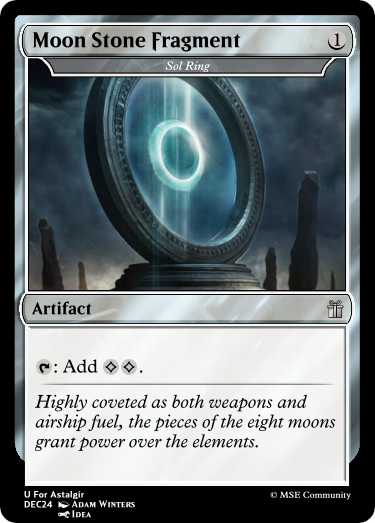 Moon Stone Fragment 1
Sol Ring
Artifact
: Add .
Highly coveted as both weapons and
airship fuel, the pieces of the eight moons
grant power over the elements.
U For Astalgir
DEC24 Adam Winters © MSE Community
Idea